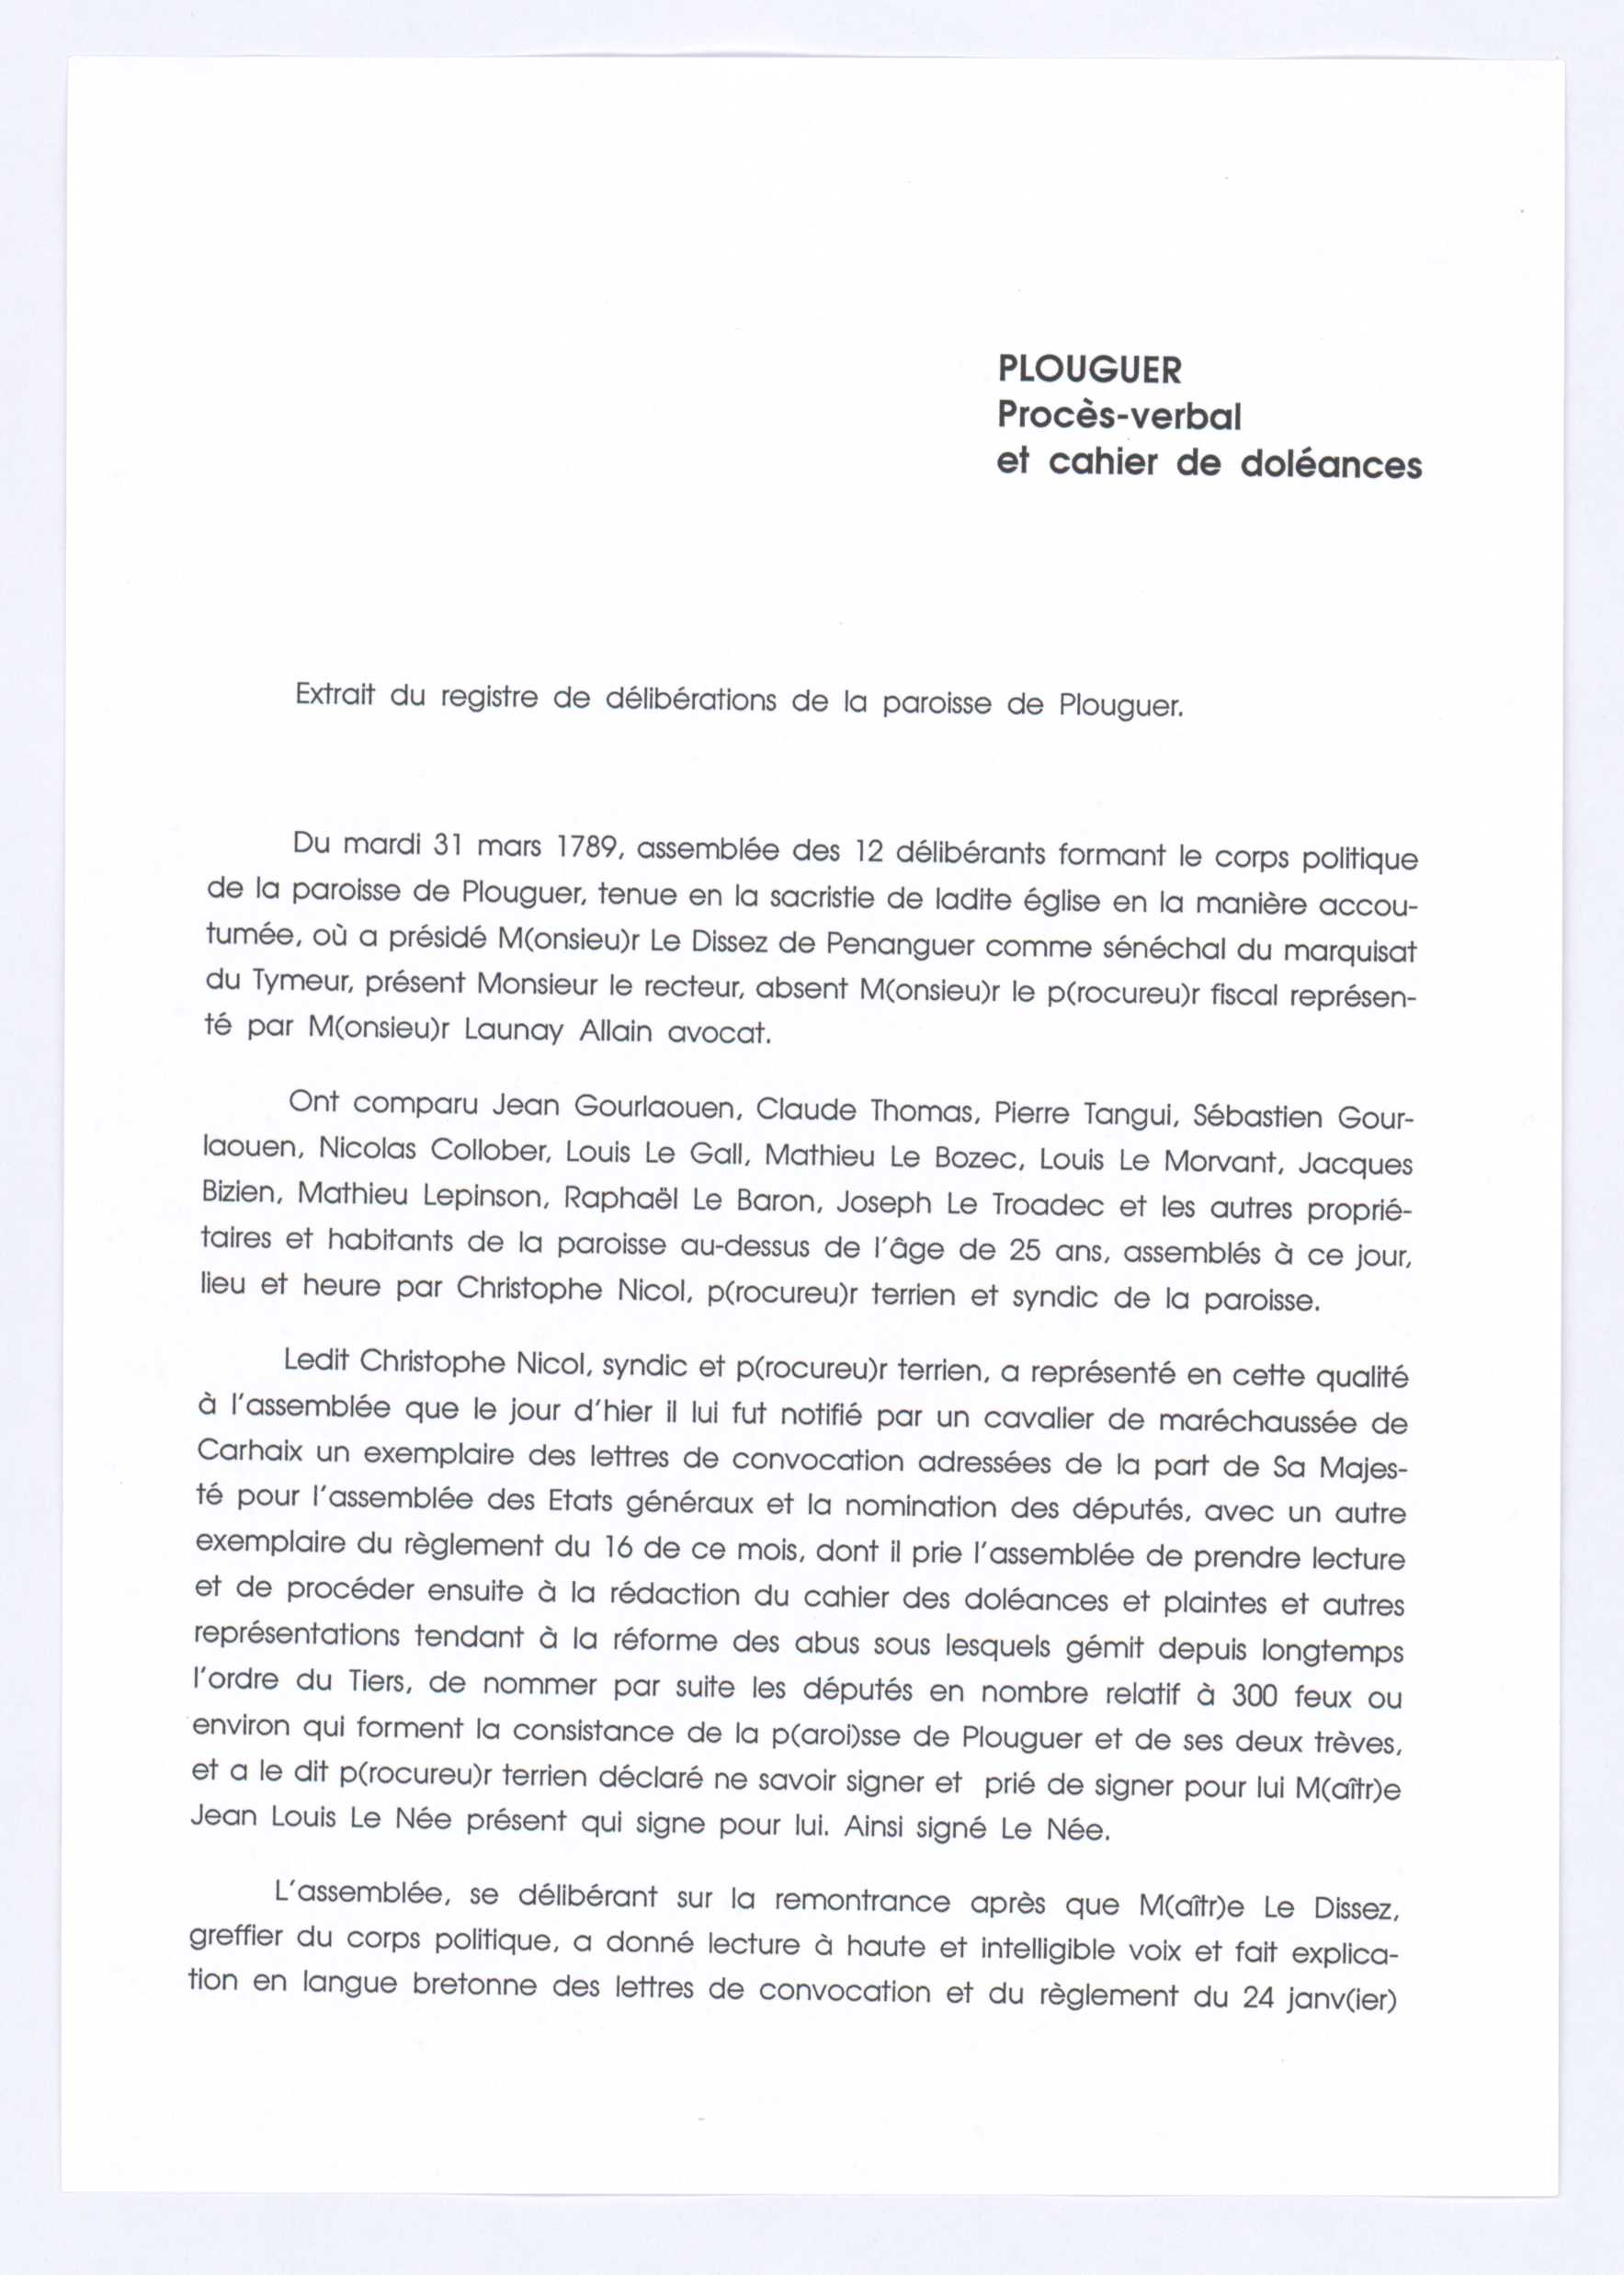 PLOUGUER
Procès-verbal
et cahier de doléances
Extrait du registre de délibérations de la paroisse de Plouguer.
Du mardi 31 mars 1789, assemblée des 12 délibérants formant le corps politique
de la paroisse de Plouguer, tenue en la sacristie de ladite église en la manière accou-
tumée, où a présidé M(onsieu)r Le Dissez de Penanguer comme sénéchal du marquisat
du Tymeur, présent Monsieur le recteur, absent M(onsieu)r le p(rocureu)r fiscal représen-
té par M(onsieu)r Launay Allain avocat.
Ont comparu Jean Gourlaouen, Claude Thomas, Pierre Tangui, Sébastien Gour-
laouen, Nicolas Collober, Louis Le Gall, Mathieu Le Bozec, Louis Le Morvant, Jacques
Bizien, Mathieu Lepinson, Raphaël Le Baron, Joseph Le Troadec et les autres proprié-
taires et habitants de la paroisse au-dessus de l'âge de 25 ans, assemblés à ce jour,
lieu et heure par Christophe Nicol, p(rocureu)r terrien et syndic de la paroisse.
Ledit Christophe Nicol, syndic et p(rocureu)r terrien, a représenté en cette qualité
à l'assemblée que le jour d'hier il lui fut notifié par un cavalier de maréchaussée de
Carhaix un exemplaire des lettres de convocation adressées de la part de Sa Majes-
té pour l'assemblée des Etats généraux et la nomination des députés, avec un autre
exemplaire du règlement du 16 de ce mois, dont il prie l'assemblée de prendre lecture
et de procéder ensuite à la rédaction du cahier des doléances et plaintes et autres
représentations tendant à la réforme des abus sous lesquels gémit depuis longtemps
l'ordre du Tiers, de nommer par suite les députés en nombre relatif à 300 feux ou
environ qui forment la consistance de la p(aroi)sse de Plouguer et de ses deux trèves,
et a le dit p(rocureu)r terrien déclaré ne savoir signer et prié de signer pour lui M(aîtr)e
Jean Louis Le Née présent qui signe pour lui. Ainsi signé Le Née.
L'assemblée, se délibérant sur la remontrance après que M(aîtr)e Le Dissez,
greffier du corps politique, a donné lecture à haute et intelligible voix et fait explica-
tion en langue bretonne des lettres de convocation et du règlement du 24 janv(ier)